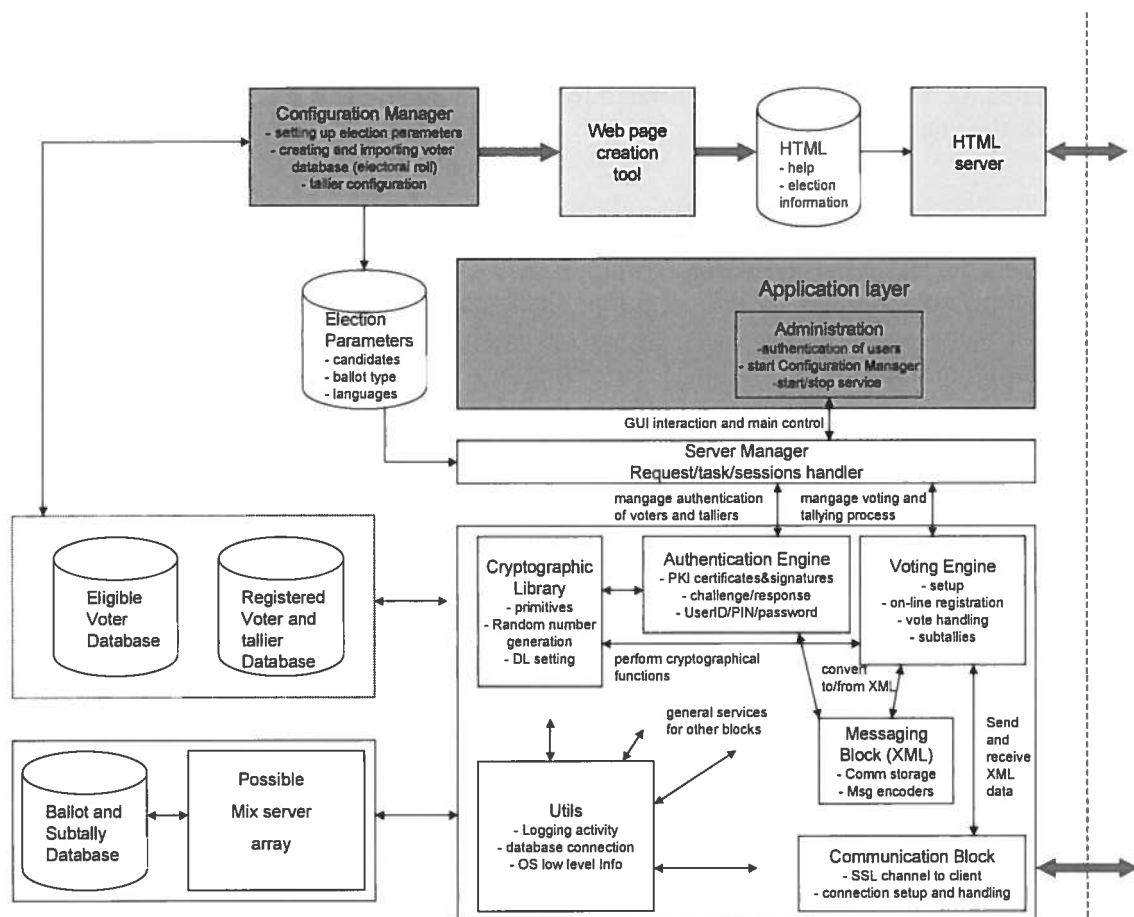 Configuration Manager
- setting up election parameters
- creating and importing voter
database (electoral roll)
- tallier configuration
Web page
creation
tool
HTML
- help
- election
information
HTML
server
Election
Parameters
- candidates
- ballot type
- languages
Application layer
Administration
-authentication of users
- start Configuration Manager
-start/stop service
GUI interaction and main control
Server Manager
Request/task/sessions handler
mangage authentication
of voters and talliers
mangage voting and
tallying process
Eligible
Voter
Database
Registered
Voter and
tallier
Database
Cryptographic
Library
- primitives
- Random number
generation
- DL setting
Authentication Engine
- PKI certificates&signatures
- challenge/response
- UserID/PIN/password
Voting Engine
- setup
- on-line registration
- vote handling
- subtallies
perform cryptographical
functions
convert
to/from XML
general services
for other blocks
Messaging
Block (XML)
- Comm storage
- Msg encoders
Send
and
receive
XML
data
Ballot and
Subtally
Database
Possible
Mix server
array
Utils
- Logging activity
- database connection
- OS low level Info
Communication Block
- SSL channel to client
- connection setup and handling